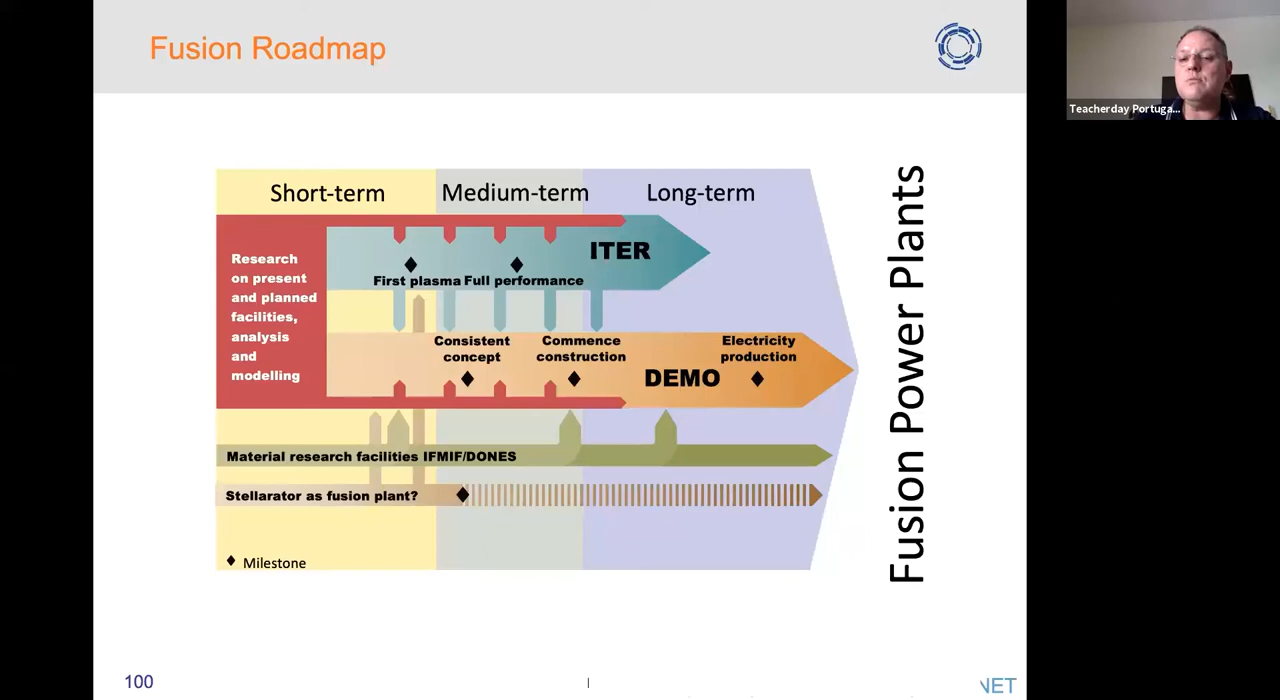 Fusion Roadmap
Teacherday Portuga...
Short-term
Medium-term
Long-term
Research
on present
and planned
facilities,
analysis
and
modelling
ITER
First plasma
Full performance
Consistent
concept
Commence
construction
Electricity
production
DEMO
Material research facilities IFMIF/DONES
Stellarator as fusion plant?
Milestone
Fusion Power Plants
100
NET